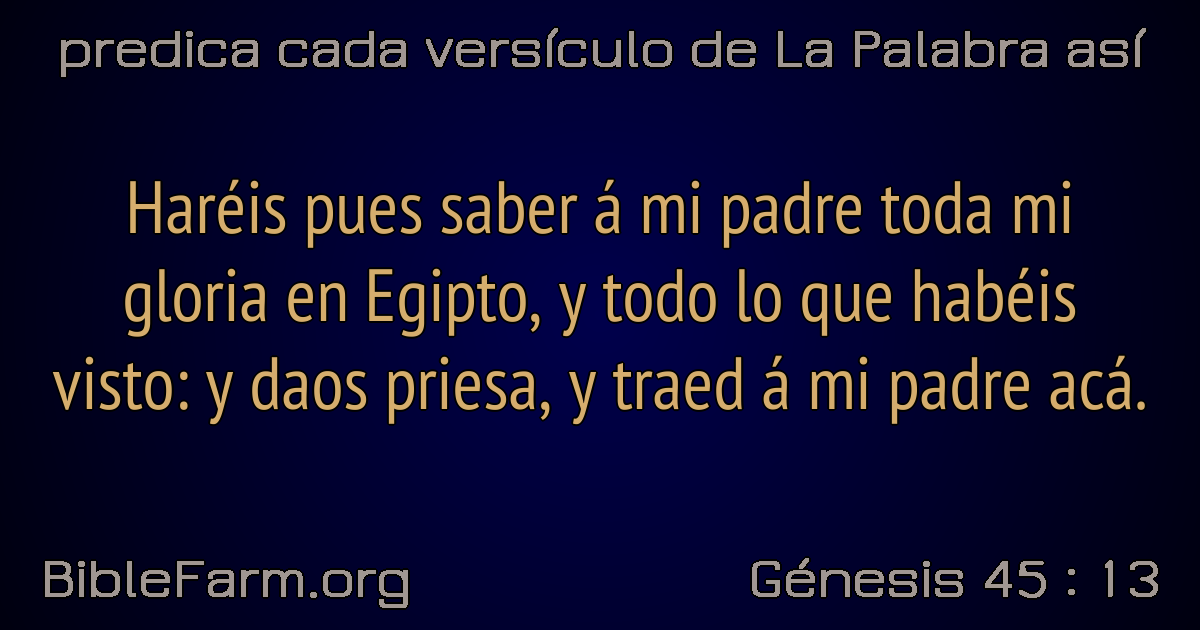 predica cada versículo de La Palabra así
Haréis pues saber á mi padre toda mi
gloria en Egipto, y todo lo que habéis
visto: y daos priesa, y traed á mi padre acá.
BibleFarm.org
Génesis 45 : 13